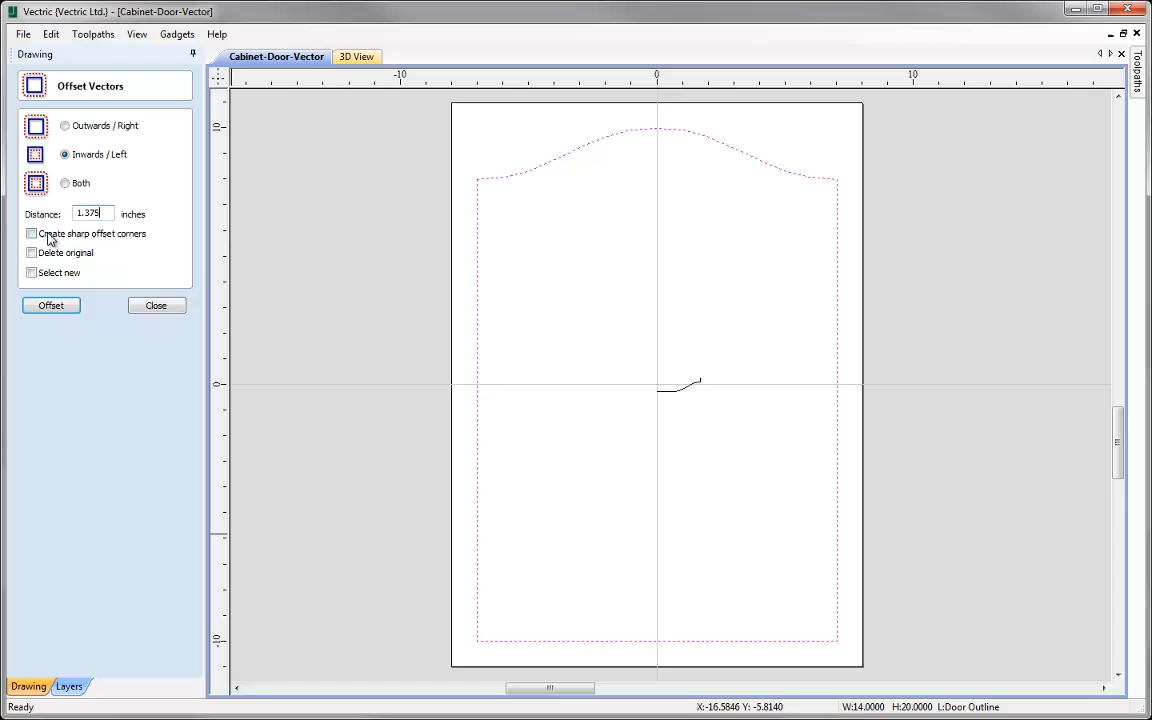 Vectric {Vectric Ltd.} - [Cabinet-Door-Vector]
File Edit Toolpaths View Gadgets Help
Drawing
Cabinet-Door-Vector 3D View
Toolpaths
Offset Vectors
-10 0 10
Outwards / Right
10
Inwards / Left
Both
Distance: 1.375 inches
Create sharp offset corners
Delete original
Select new
Offset Close
0
-10
Drawing Layers
Ready X:-16.5846 Y: -5.8140 W:14.0000 H:20.0000 L:Door Outline